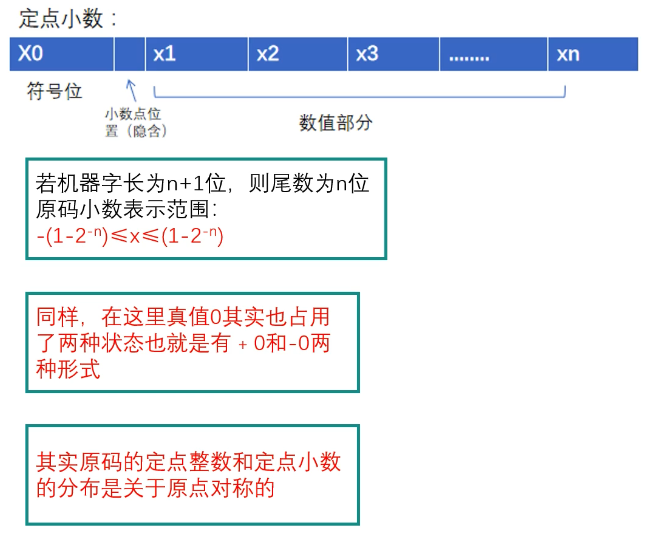 定点小数：
X0 x1 x2 x3 ........ xn
符号位
小数点位
置（隐含）
数值部分
若机器字长为n+1位，则尾数为n位
原码小数表示范围：
-(1-2⁻ⁿ)≤x≤(1-2⁻ⁿ)
同样，在这里真值0其实也占用
了两种状态也就是有 + 0和-0两
种形式
其实原码的定点整数和定点小数
的分布是关于原点对称的